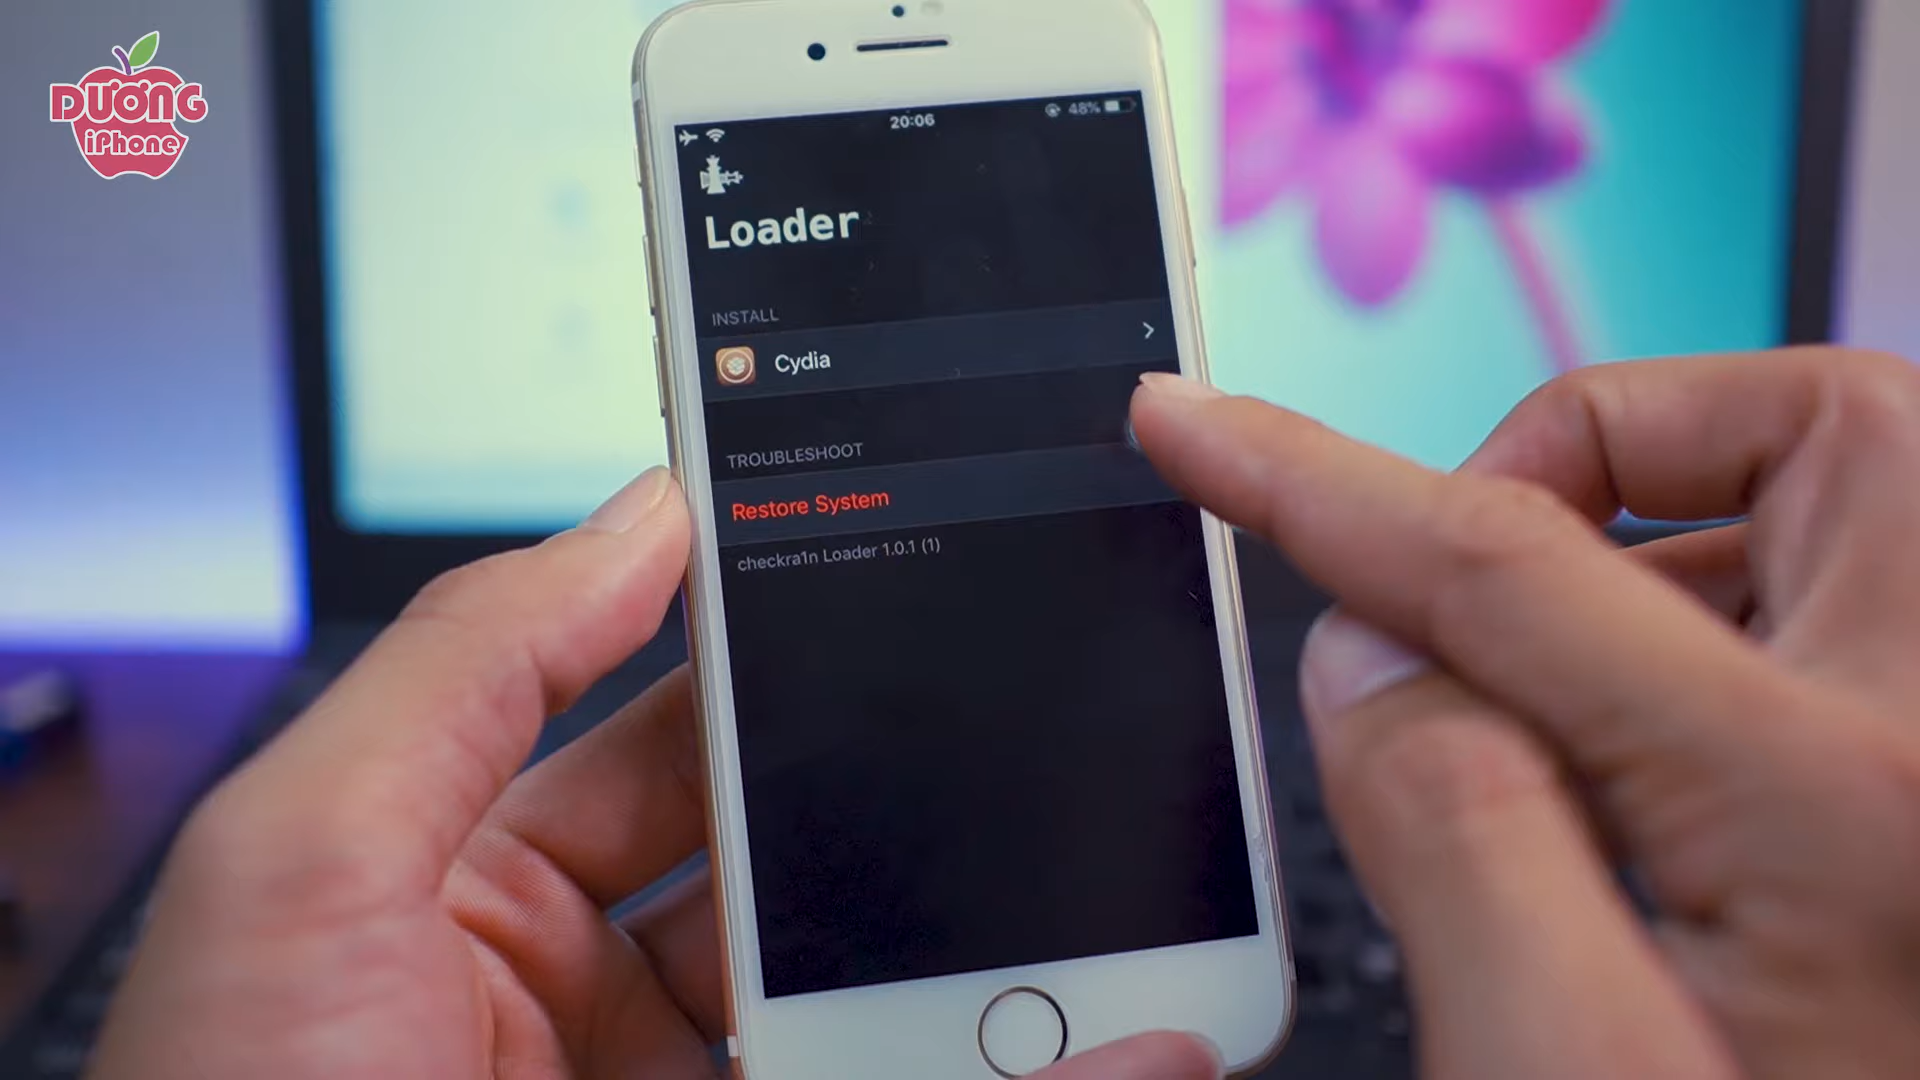 DƯƠNG
iPhone
20:06
48%
Loader
INSTALL
Cydia
TROUBLESHOOT
Restore System
checkra1n Loader 1.0.1 (1)